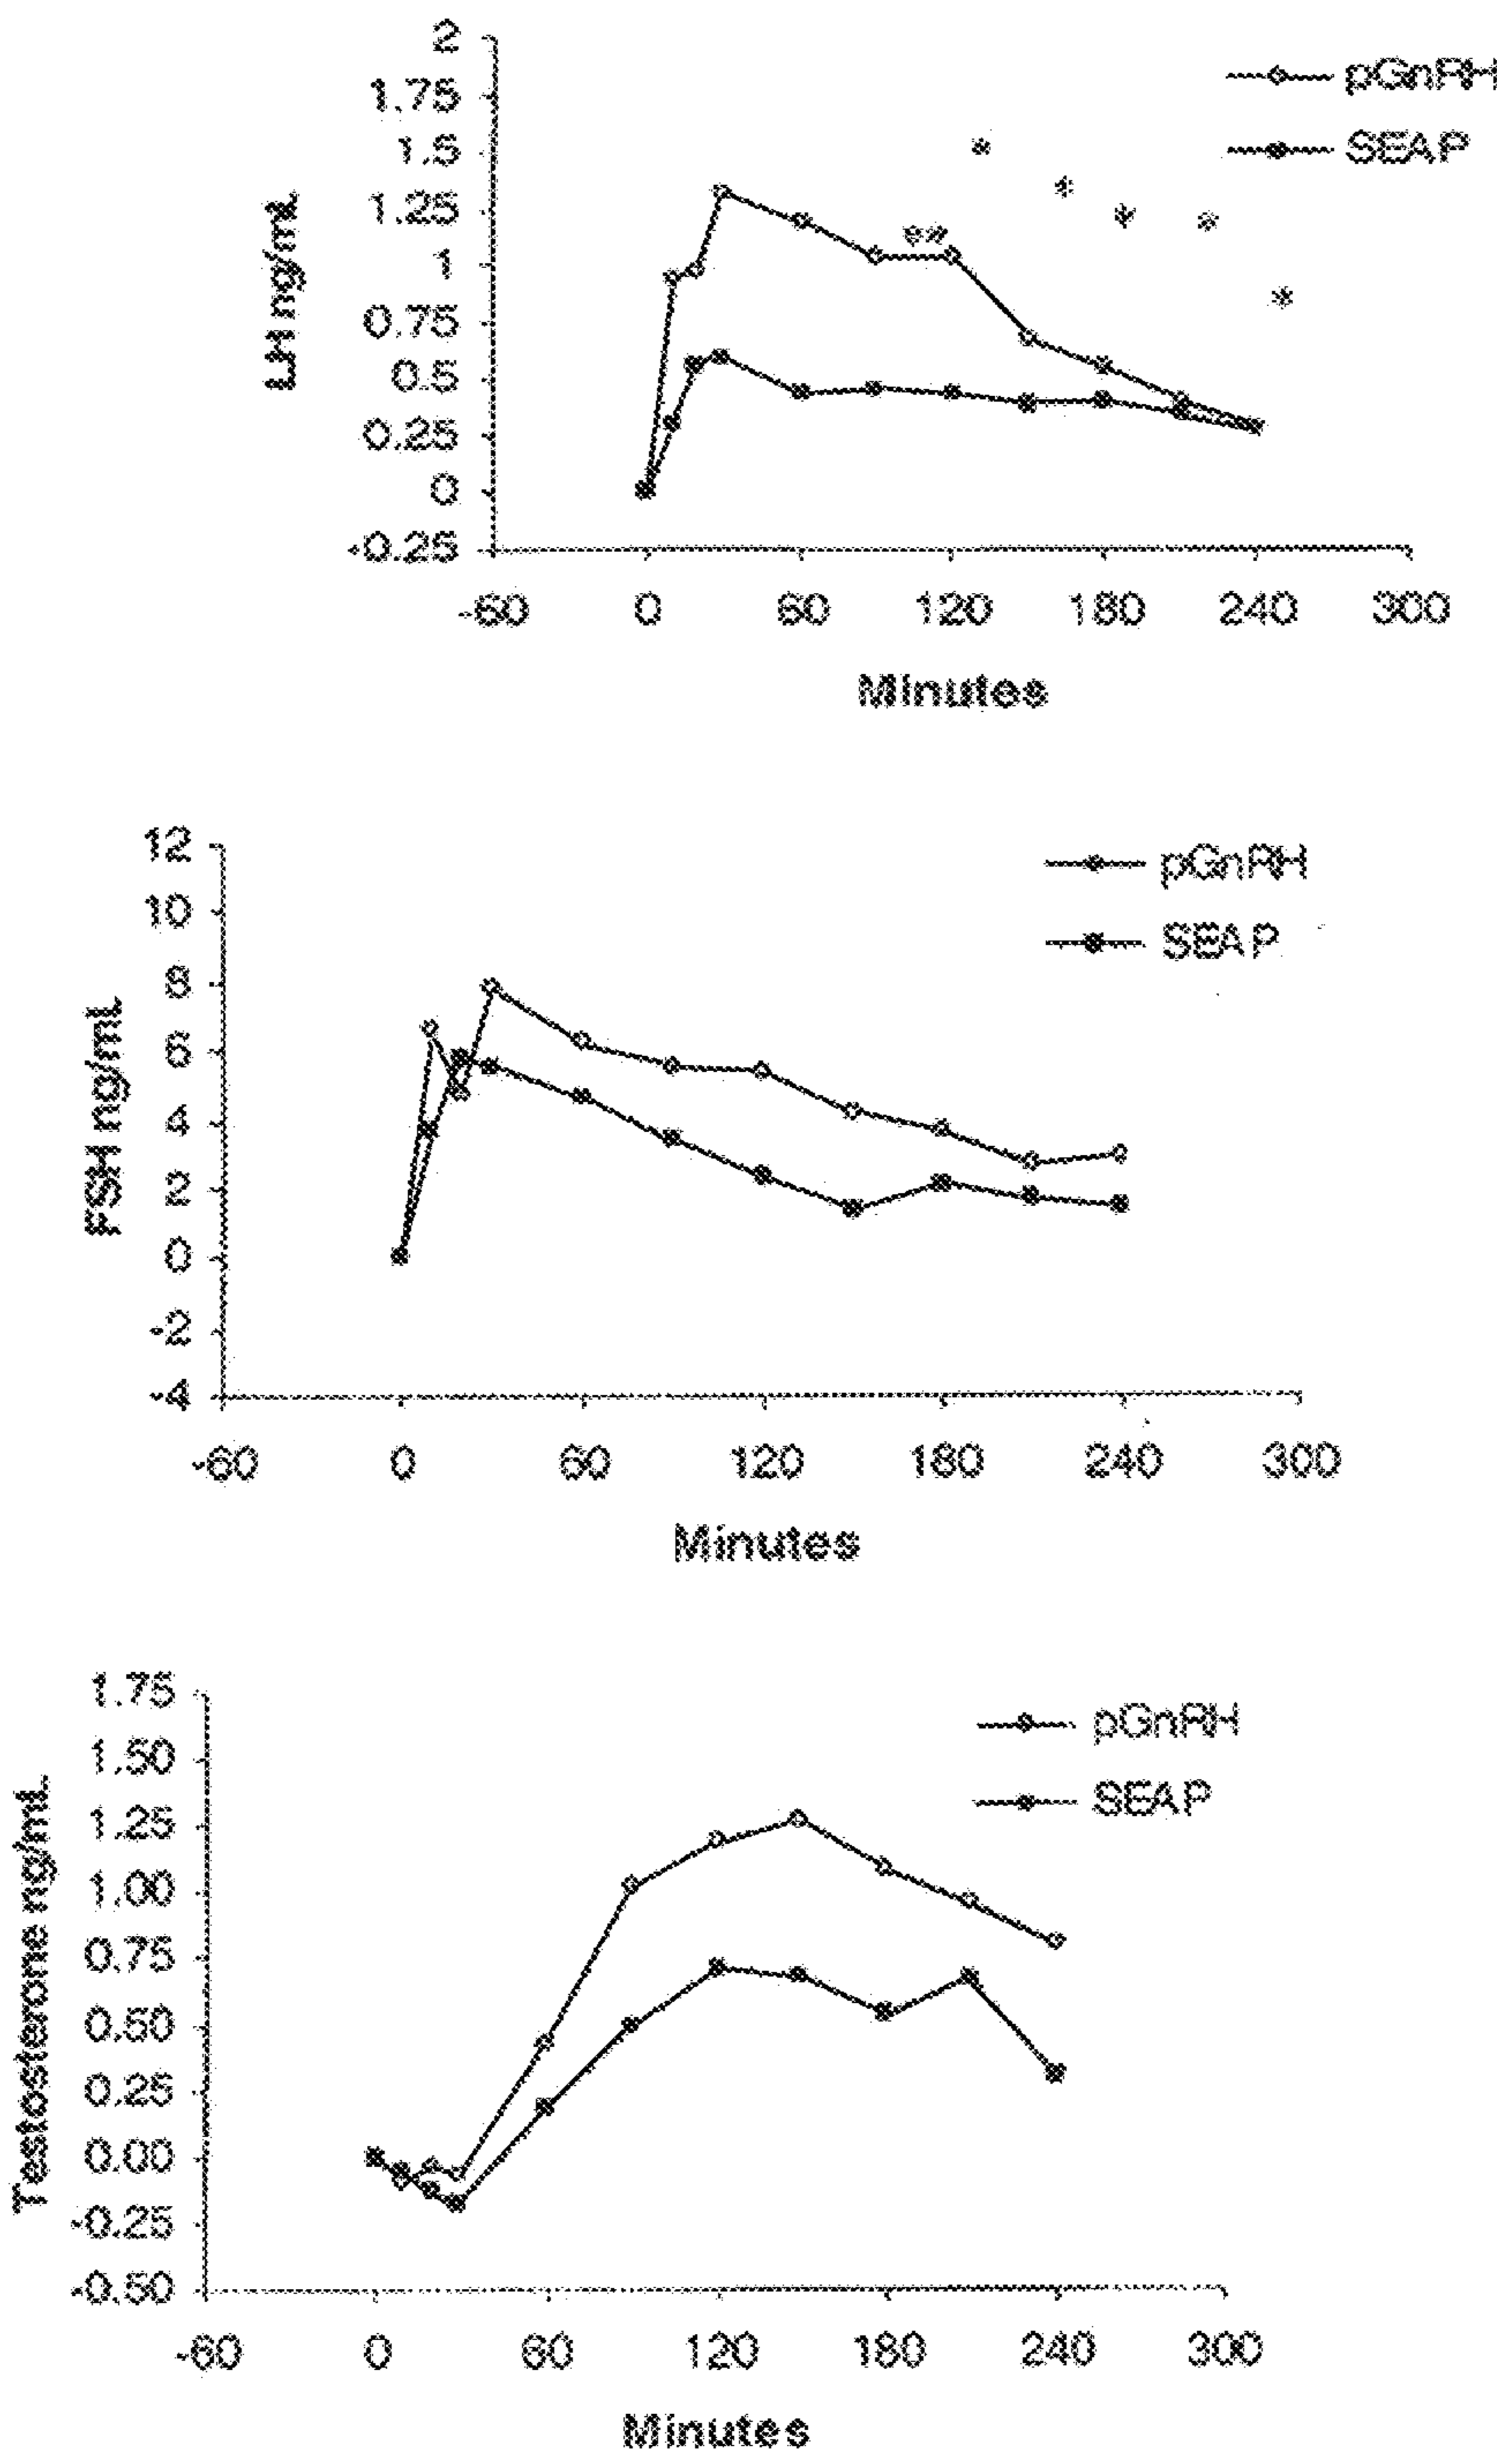 2
1.75
1.5
1.25
1
0.75
0.5
0.25
0
-0.25
LH ng/mL
pGnRH
SEAP
*
*
*
*
**
*
-60 0 60 120 180 240 300
Minutes
12
10
8
6
4
2
0
-2
-4
FSH ng/mL
pGnRH
SEAP
-60 0 60 120 180 240 300
Minutes
1.75
1.50
1.25
1.00
0.75
0.50
0.25
0.00
-0.25
-0.50
Testosterone ng/mL
pGnRH
SEAP
-60 0 60 120 180 240 300
Minutes